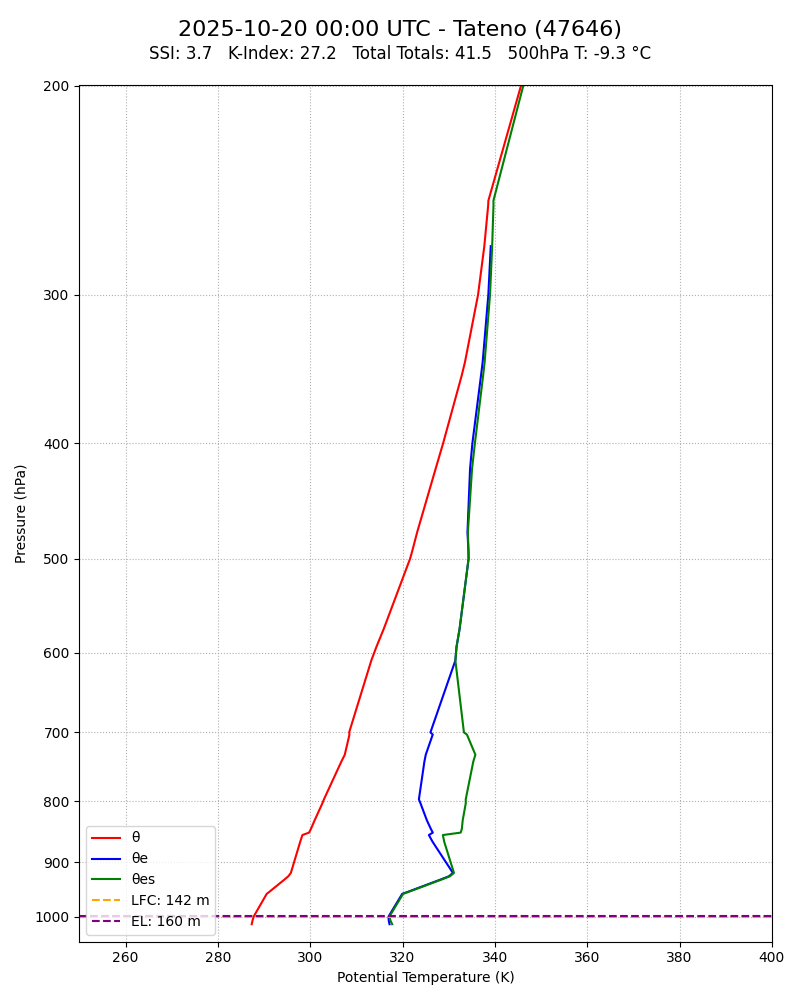 2025-10-20 00:00 UTC - Tateno (47646)
SSI: 3.7   K-Index: 27.2   Total Totals: 41.5   500hPa T: -9.3 °C
200
300
400
500
600
700
800
900
1000
Pressure (hPa)
θ
θe
θes
LFC: 142 m
EL: 160 m
260 280 300 320 340 360 380 400
Potential Temperature (K)